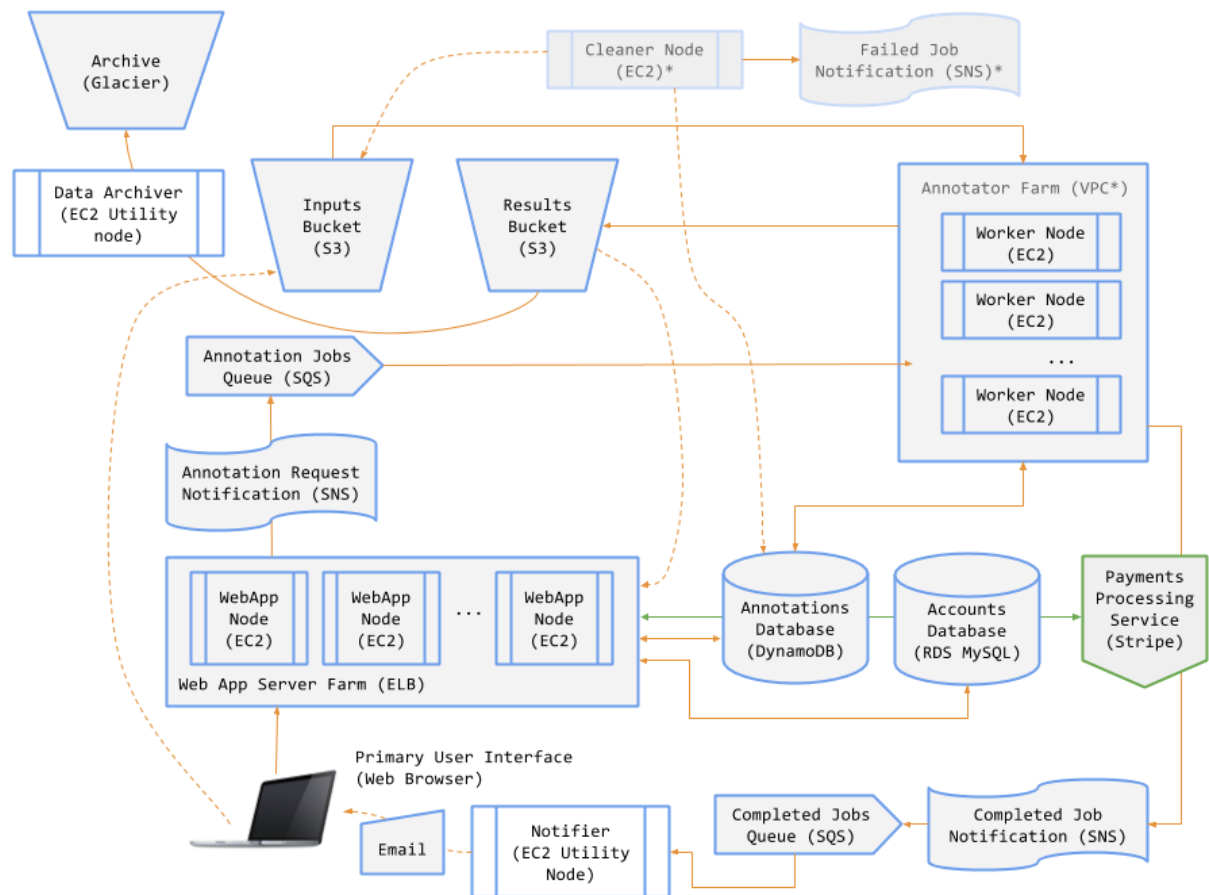 Archive
(Glacier)
Cleaner Node
(EC2)*
Failed Job
Notification (SNS)*
Data Archiver
(EC2 Utility
node)
Inputs
Bucket
(S3)
Results
Bucket
(S3)
Annotator Farm (VPC*)
Worker Node
(EC2)
Worker Node
(EC2)
...
Worker Node
(EC2)
Annotation Jobs
Queue (SQS)
Annotation Request
Notification (SNS)
WebApp
Node
(EC2)
WebApp
Node
(EC2)
...
WebApp
Node
(EC2)
Web App Server Farm (ELB)
Annotations
Database
(DynamoDB)
Accounts
Database
(RDS MySQL)
Payments
Processing
Service
(Stripe)
Primary User Interface
(Web Browser)
Email
Notifier
(EC2 Utility
Node)
Completed Jobs
Queue (SQS)
Completed Job
Notification (SNS)